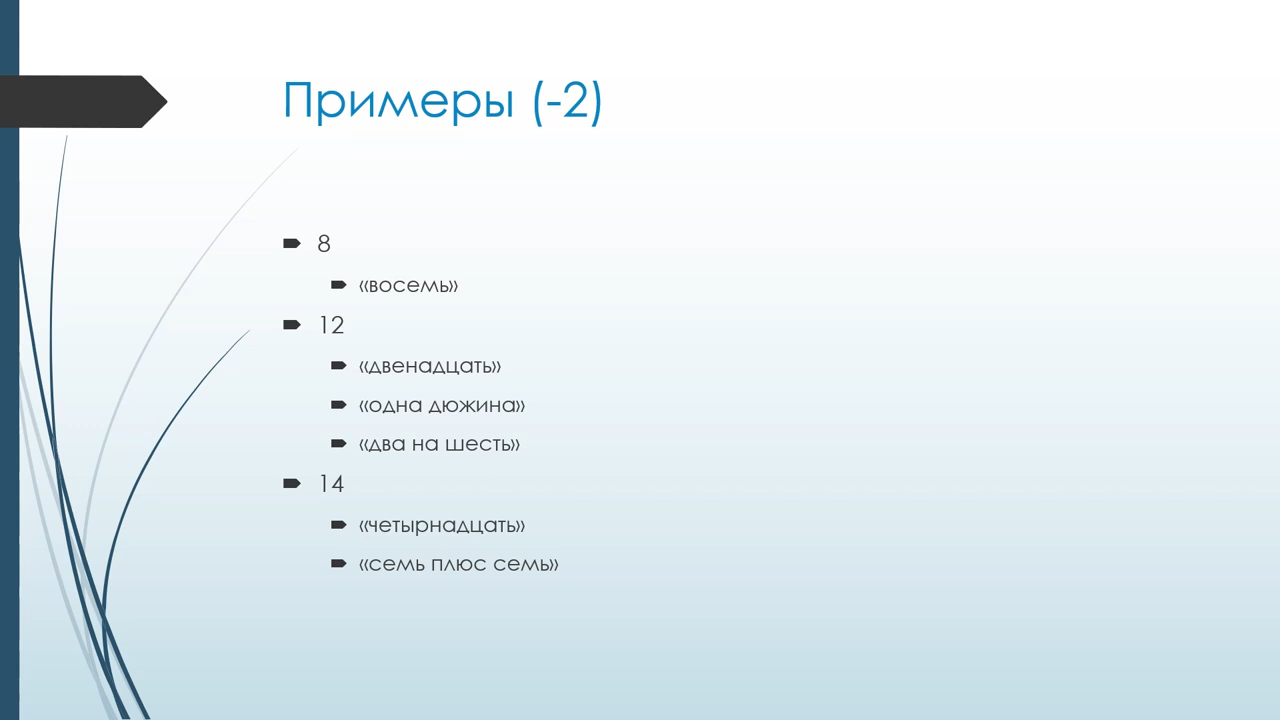 Примеры (-2)
8
«восемь»
12
«двенадцать»
«одна дюжина»
«два на шесть»
14
«четырнадцать»
«семь плюс семь»